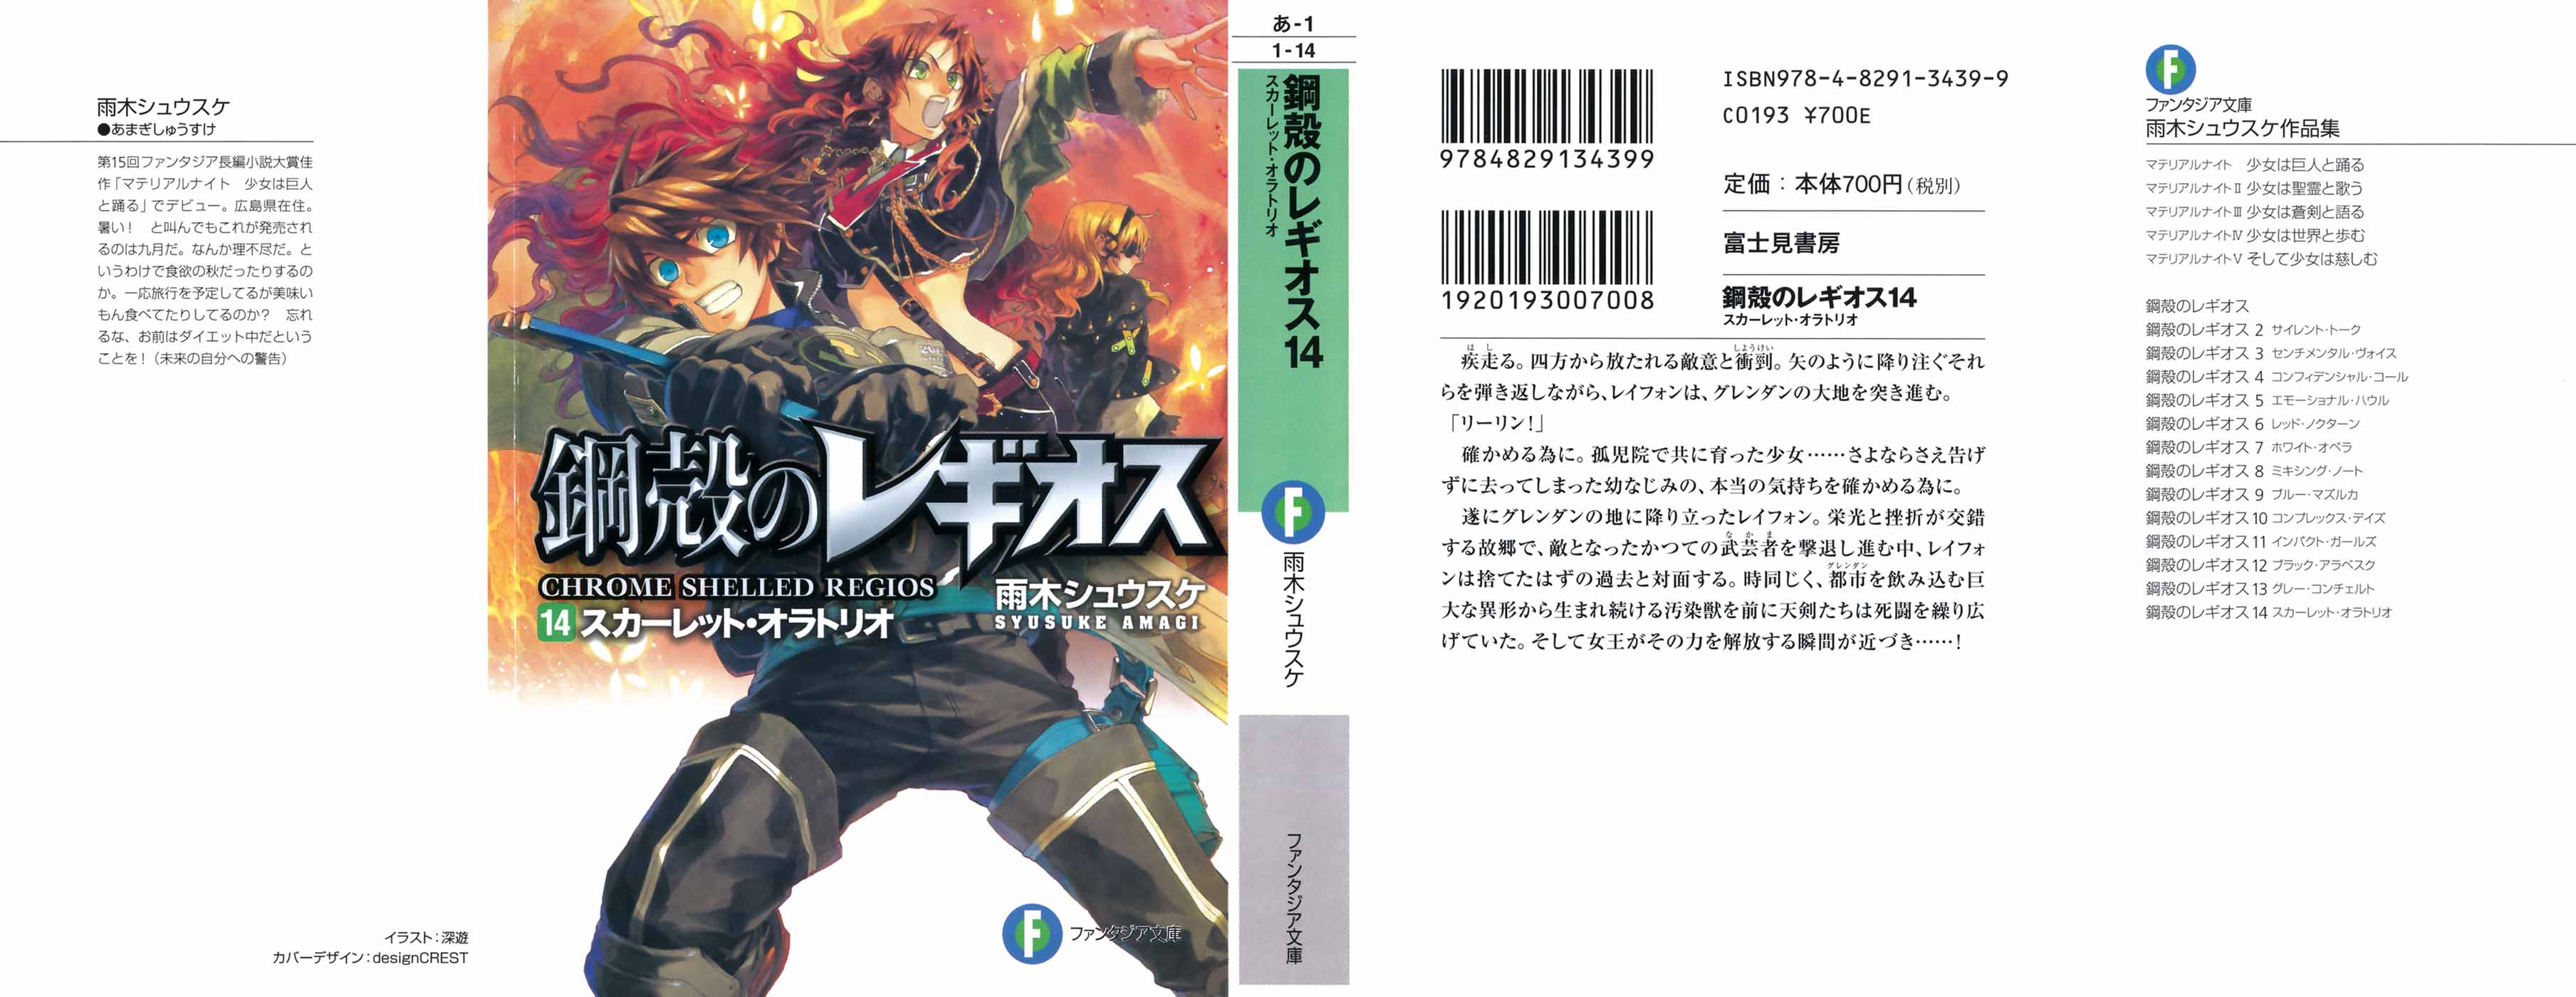 雨木シュウスケ
●あまぎしゅうすけ
第15回ファンタジア長編小説大賞佳
作「マテリアルナイト　少女は巨人
と踊る」でデビュー。広島県在住。
暑い！　と叫んでもこれが発売され
るのは九月だ。なんか理不尽だ。と
いうわけで食欲の秋だったりするの
か。一応旅行を予定してるが美味い
もん食べてたりしてるのか？　忘れ
るな、お前はダイエット中だという
ことを！（未来の自分への警告）
イラスト：深遊
カバーデザイン：designCREST
鋼殻のレギオス
CHROME SHELLED REGIOS
14 スカーレット・オラトリオ
雨木シュウスケ
SYUSUKE AMAGI
F ファンタジア文庫
あ-1
1-14
鋼殻のレギオス14
スカーレット・オラトリオ
F
雨木シュウスケ
ファンタジア文庫
9784829134399
1920193007008
ISBN978-4-8291-3439-9
C0193 ¥700E
定価：本体700円（税別）
富士見書房
鋼殻のレギオス14
スカーレット・オラトリオ
疾走る。四方から放たれる敵意と衝剄。矢のように降り注ぐそれ
らを弾き返しながら、レイフォンは、グレンダンの大地を突き進む。
「リーリン！」
確かめる為に。孤児院で共に育った少女……さよならさえ告げ
ずに去ってしまった幼なじみの、本当の気持ちを確かめる為に。
遂にグレンダンの地に降り立ったレイフォン。栄光と挫折が交錯
する故郷で、敵となったかつての武芸者を撃退し進む中、レイフォ
ンは捨てたはずの過去と対面する。時同じく、都市を飲み込む巨
大な異形から生まれ続ける汚染獣を前に天剣たちは死闘を繰り広
げていた。そして女王がその力を解放する瞬間が近づき……！
F
ファンタジア文庫
雨木シュウスケ作品集
マテリアルナイト　少女は巨人と踊る
マテリアルナイトⅡ 少女は聖霊と歌う
マテリアルナイトⅢ 少女は蒼剣と語る
マテリアルナイトⅣ 少女は世界と歩む
マテリアルナイトⅤ そして少女は慈しむ
鋼殻のレギオス
鋼殻のレギオス 2 サイレント・トーク
鋼殻のレギオス 3 センチメンタル・ヴォイス
鋼殻のレギオス 4 コンフィデンシャル・コール
鋼殻のレギオス 5 エモーショナル・ハウル
鋼殻のレギオス 6 レッド・ノクターン
鋼殻のレギオス 7 ホワイト・オペラ
鋼殻のレギオス 8 ミキシング・ノート
鋼殻のレギオス 9 ブルー・マズルカ
鋼殻のレギオス10 コンプレックス・デイズ
鋼殻のレギオス11 インパクト・ガールズ
鋼殻のレギオス12 ブラック・アラベスク
鋼殻のレギオス13 グレー・コンチェルト
鋼殻のレギオス14 スカーレット・オラトリオ